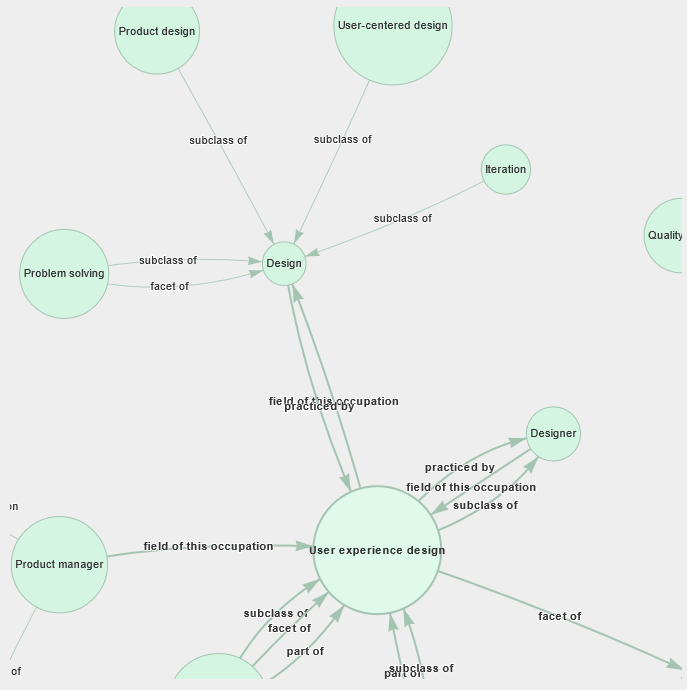 Product design
User-centered design
subclass of
subclass of
Iteration
subclass of
Quality
Problem solving
subclass of
facet of
Design
field of this occupation
practiced by
Designer
practiced by
field of this occupation
subclass of
on
Product manager
field of this occupation
User experience design
subclass of
facet of
part of
facet of
subclass of
part of
of